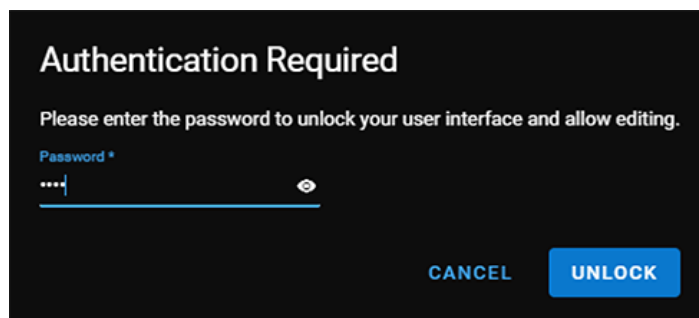 Authentication Required
Please enter the password to unlock your user interface and allow editing.
Password *
••••
CANCEL UNLOCK